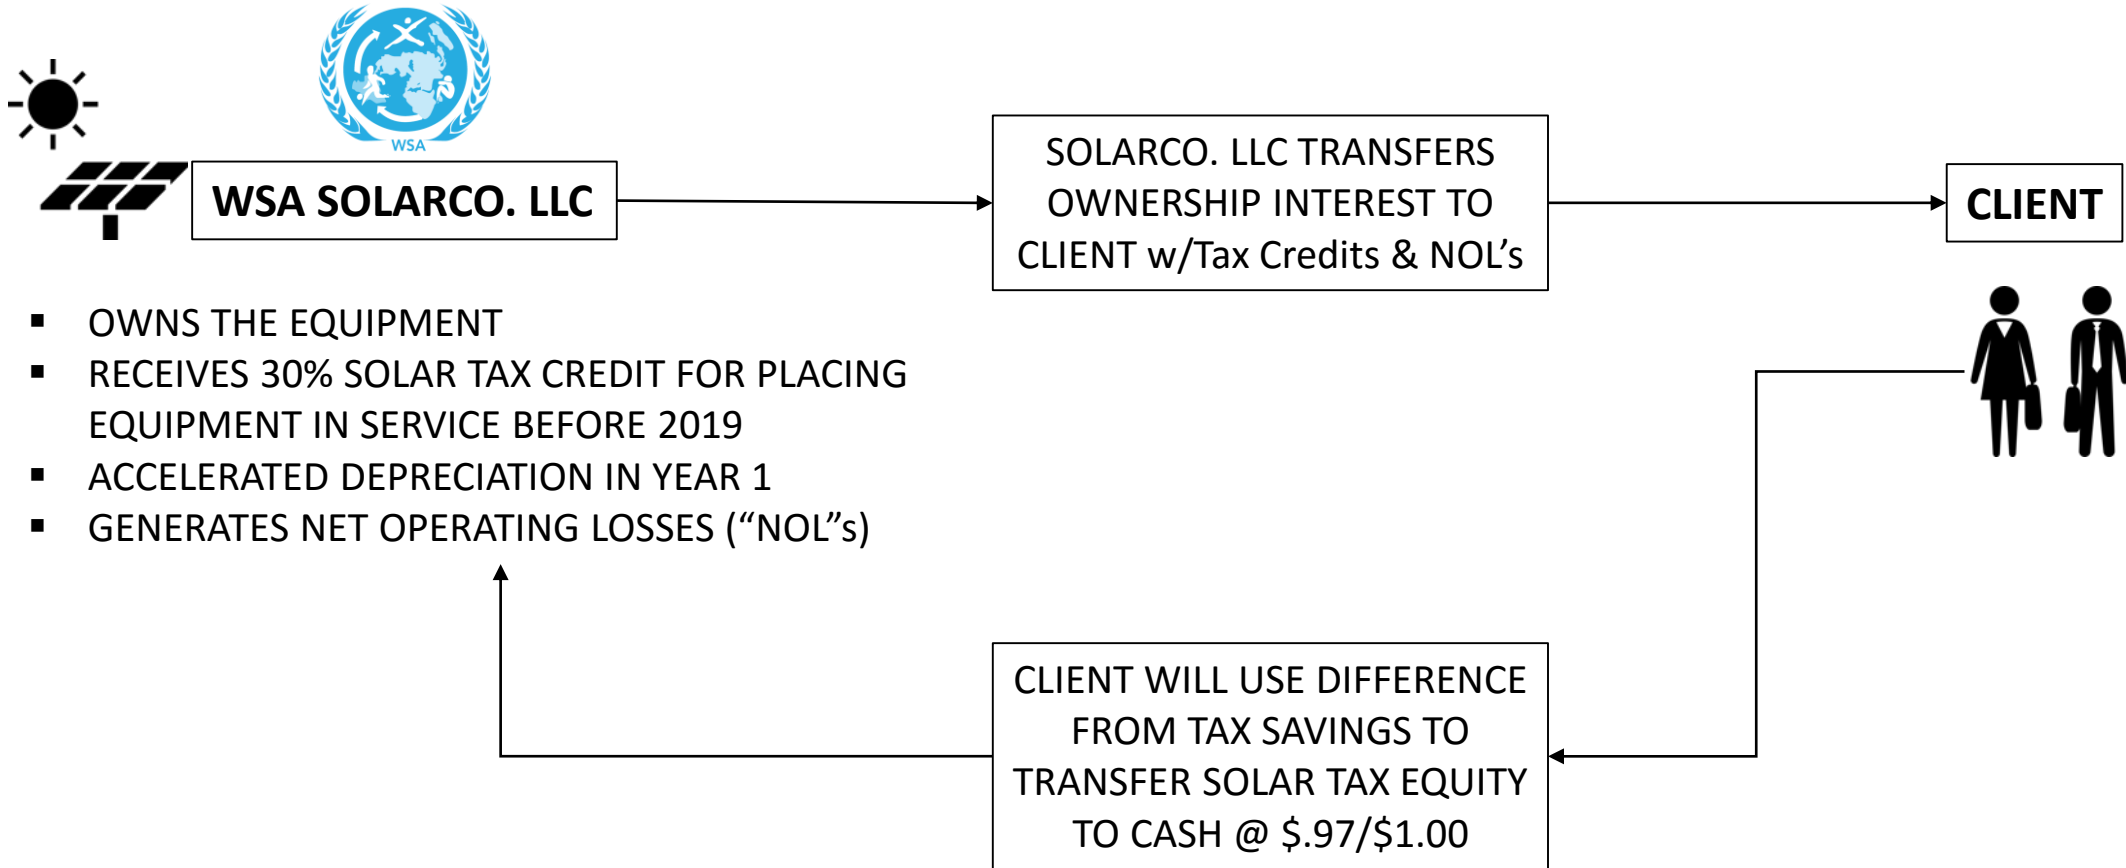 WSA
WSA SOLARCO. LLC
SOLARCO. LLC TRANSFERS
OWNERSHIP INTEREST TO
CLIENT w/Tax Credits & NOL’s
CLIENT
▪ OWNS THE EQUIPMENT
▪ RECEIVES 30% SOLAR TAX CREDIT FOR PLACING
EQUIPMENT IN SERVICE BEFORE 2019
▪ ACCELERATED DEPRECIATION IN YEAR 1
▪ GENERATES NET OPERATING LOSSES (“NOL”s)
CLIENT WILL USE DIFFERENCE
FROM TAX SAVINGS TO
TRANSFER SOLAR TAX EQUITY
TO CASH @ $.97/$1.00